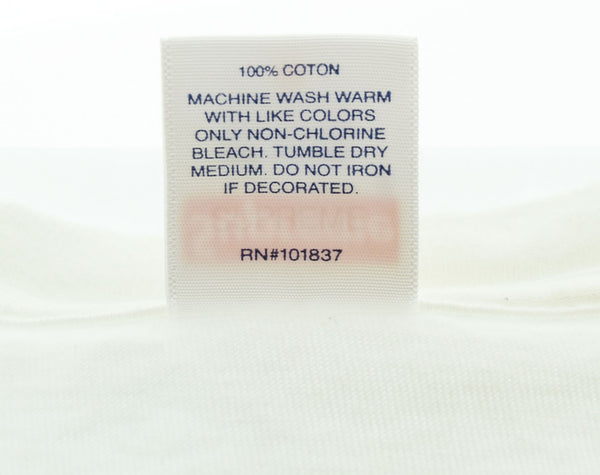 100% COTON
MACHINE WASH WARM
WITH LIKE COLORS
ONLY NON-CHLORINE
BLEACH. TUMBLE DRY
MEDIUM. DO NOT IRON
IF DECORATED.
RN#101837